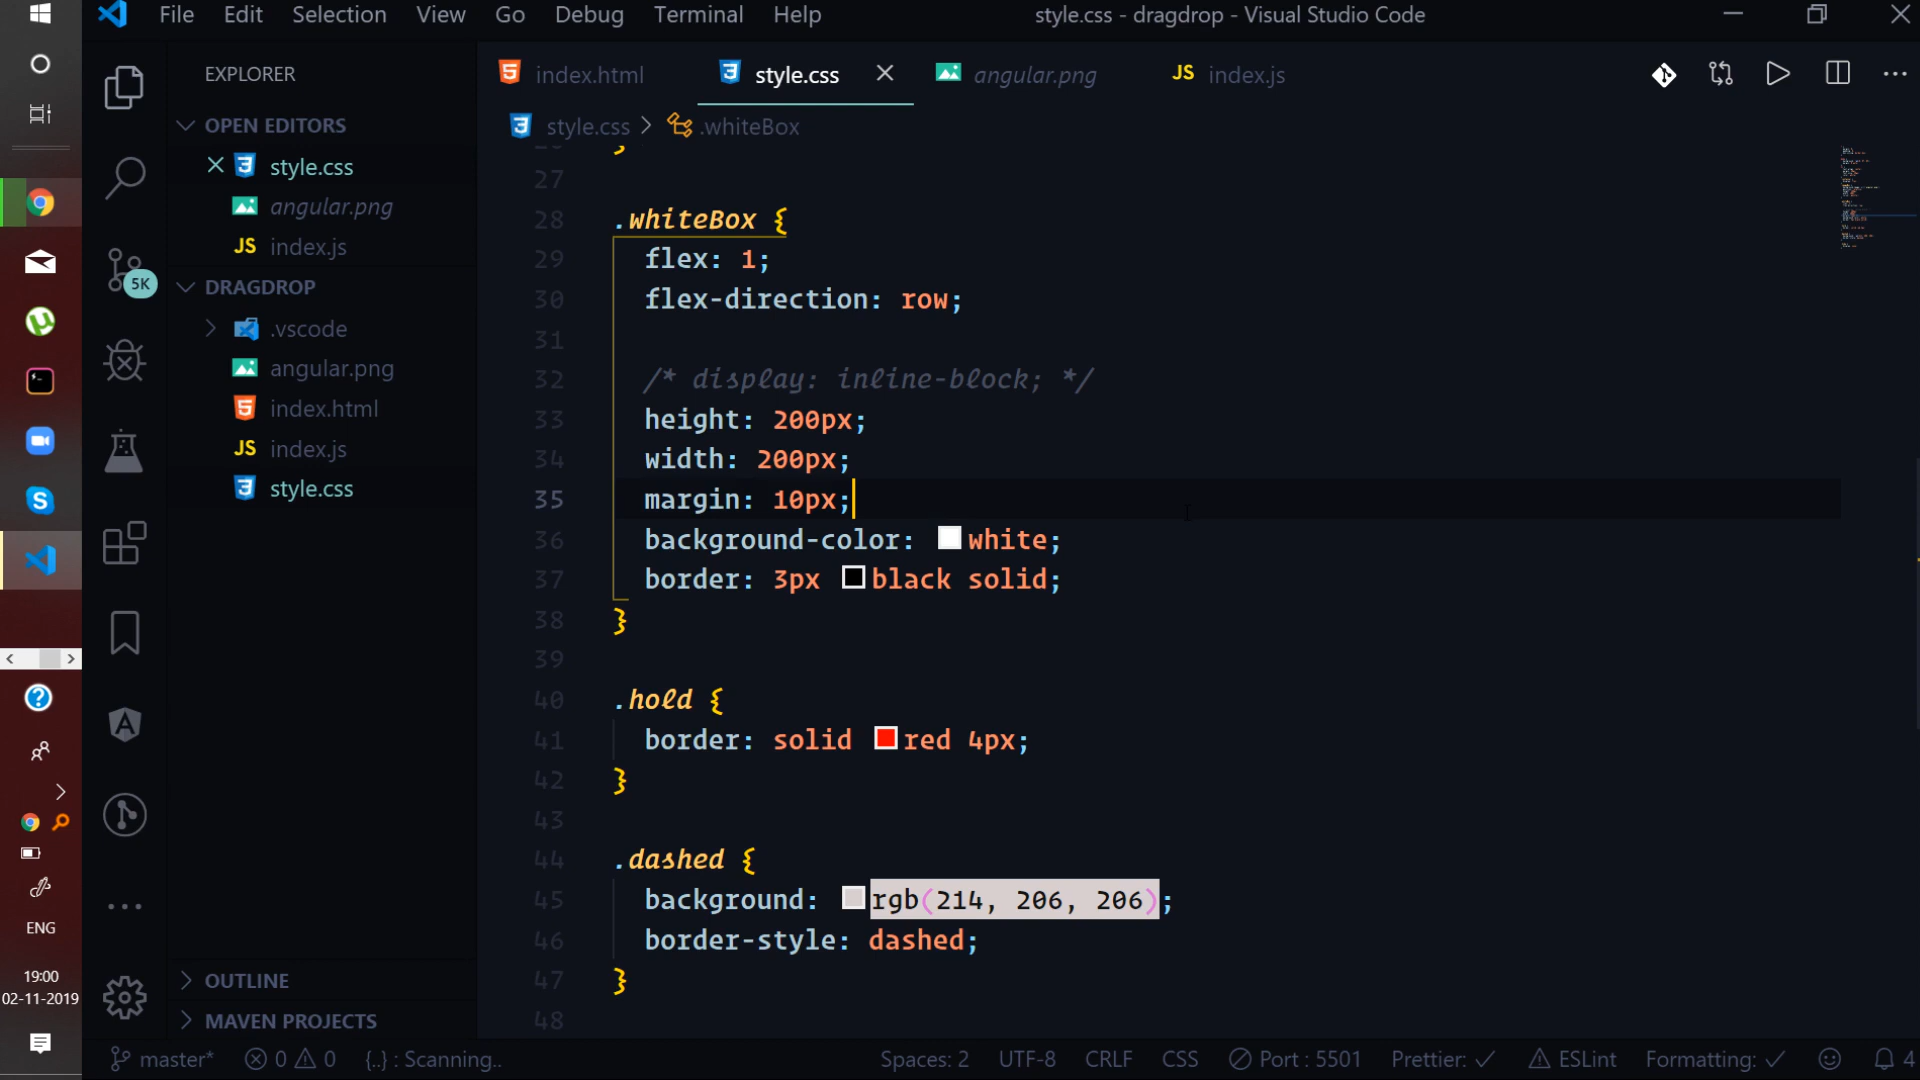 File Edit Selection View Go Debug Terminal Help
style.css - dragdrop - Visual Studio Code
EXPLORER
OPEN EDITORS
style.css
angular.png
JS index.js
5K
DRAGDROP
.vscode
angular.png
index.html
JS index.js
style.css
OUTLINE
MAVEN PROJECTS
ENG
19:00
02-11-2019
index.html style.css angular.png JS index.js
style.css > .whiteBox
27
28 .whiteBox {
29 flex: 1;
30 flex-direction: row;
31
32 /* display: inline-block; */
33 height: 200px;
34 width: 200px;
35 margin: 10px;
36 background-color: white;
37 border: 3px black solid;
38 }
39
40 .hold {
41 border: solid red 4px;
42 }
43
44 .dashed {
45 background: rgb(214, 206, 206);
46 border-style: dashed;
47 }
48
master* 0 0 {..} : Scanning.. Spaces: 2 UTF-8 CRLF CSS Port : 5501 Prettier: ✓ ESLint Formatting: ✓ 4